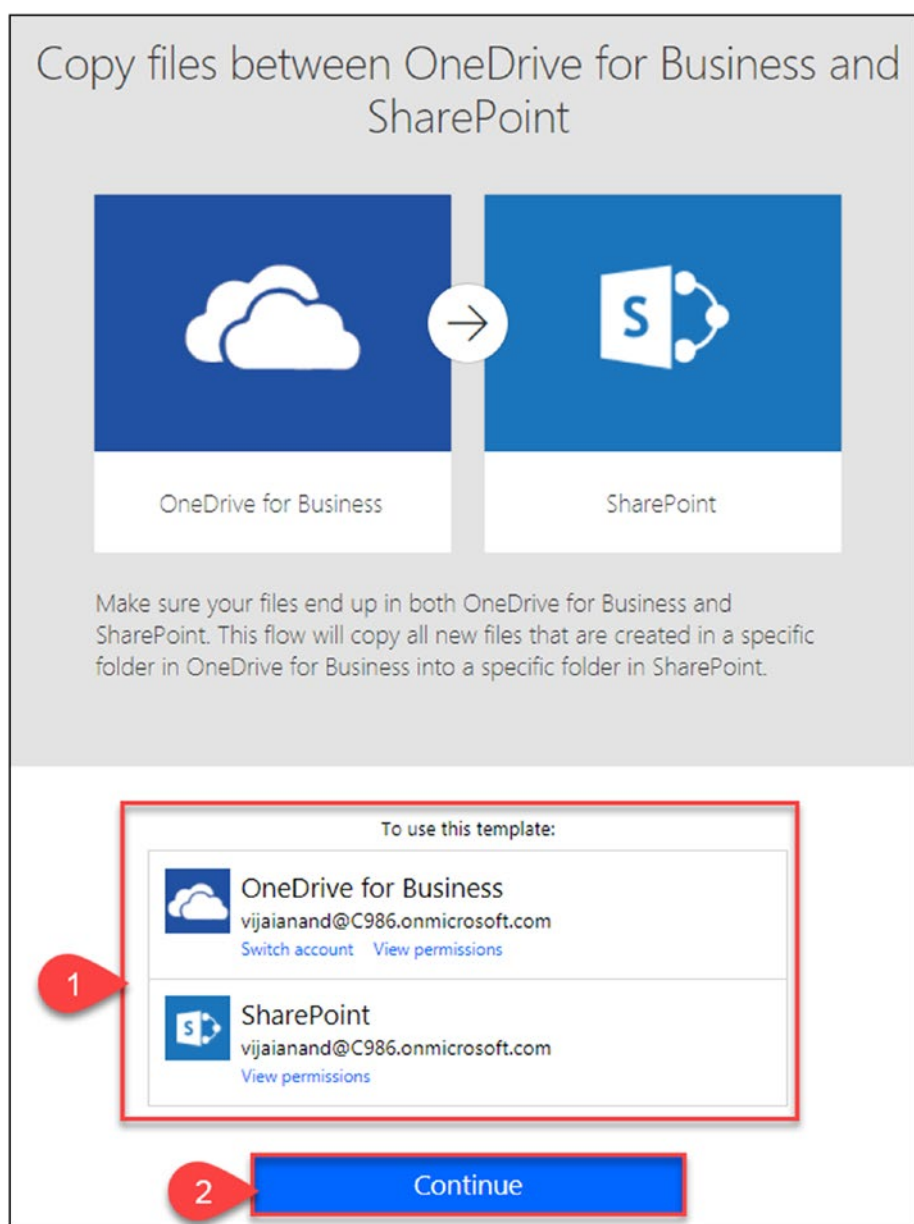 Copy files between OneDrive for Business and
SharePoint
S
OneDrive for Business
SharePoint
Make sure your files end up in both OneDrive for Business and
SharePoint. This flow will copy all new files that are created in a specific
folder in OneDrive for Business into a specific folder in SharePoint.
To use this template:
OneDrive for Business
vijaianand@C986.onmicrosoft.com
Switch account View permissions
1
S
SharePoint
vijaianand@C986.onmicrosoft.com
View permissions
2
Continue